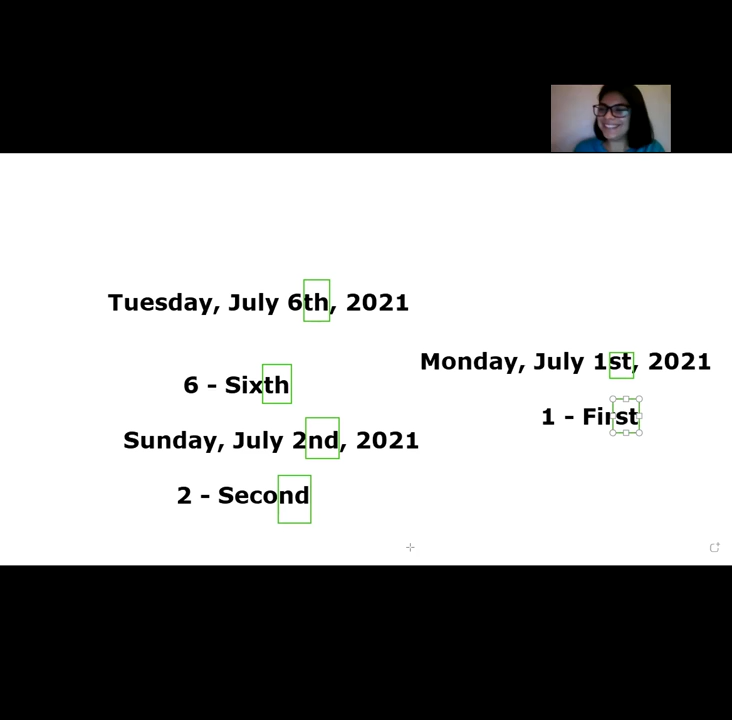 Tuesday, July 6th, 2021
6 - Sixth
Sunday, July 2nd, 2021
2 - Second
Monday, July 1st, 2021
1 - First